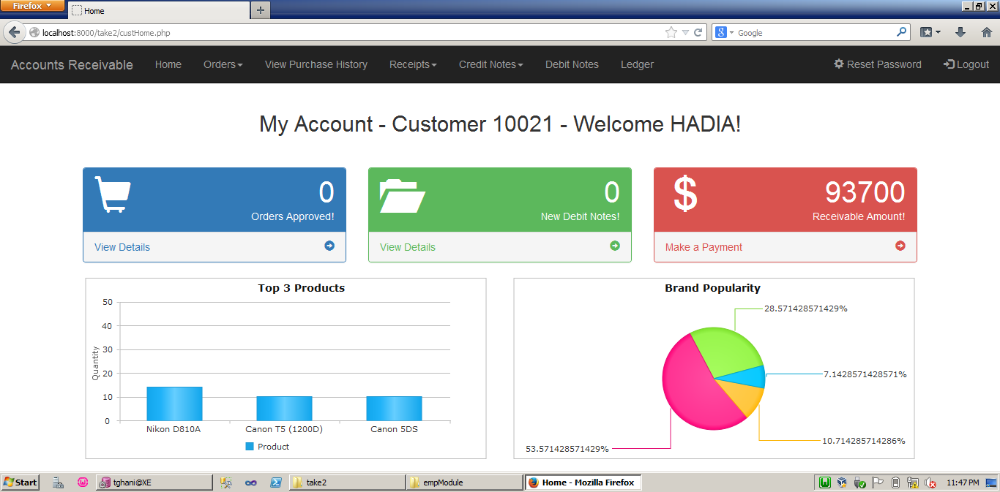 Firefox
Home
localhost:8000/take2/custHome.php
Google
Accounts Receivable Home Orders View Purchase History Receipts Credit Notes Debit Notes Ledger Reset Password Logout
My Account - Customer 10021 - Welcome HADIA!
0
Orders Approved!
View Details
0
New Debit Notes!
View Details
$ 93700
Receivable Amount!
Make a Payment
Top 3 Products
50
40
30
20
10
0
Quantity
Nikon D810A Canon T5 (1200D) Canon 5DS
Product
Brand Popularity
28.571428571429%
7.1428571428571%
10.714285714286%
53.571428571429%
Start tghani@XE take2 empModule Home - Mozilla Firefox 11:47 PM